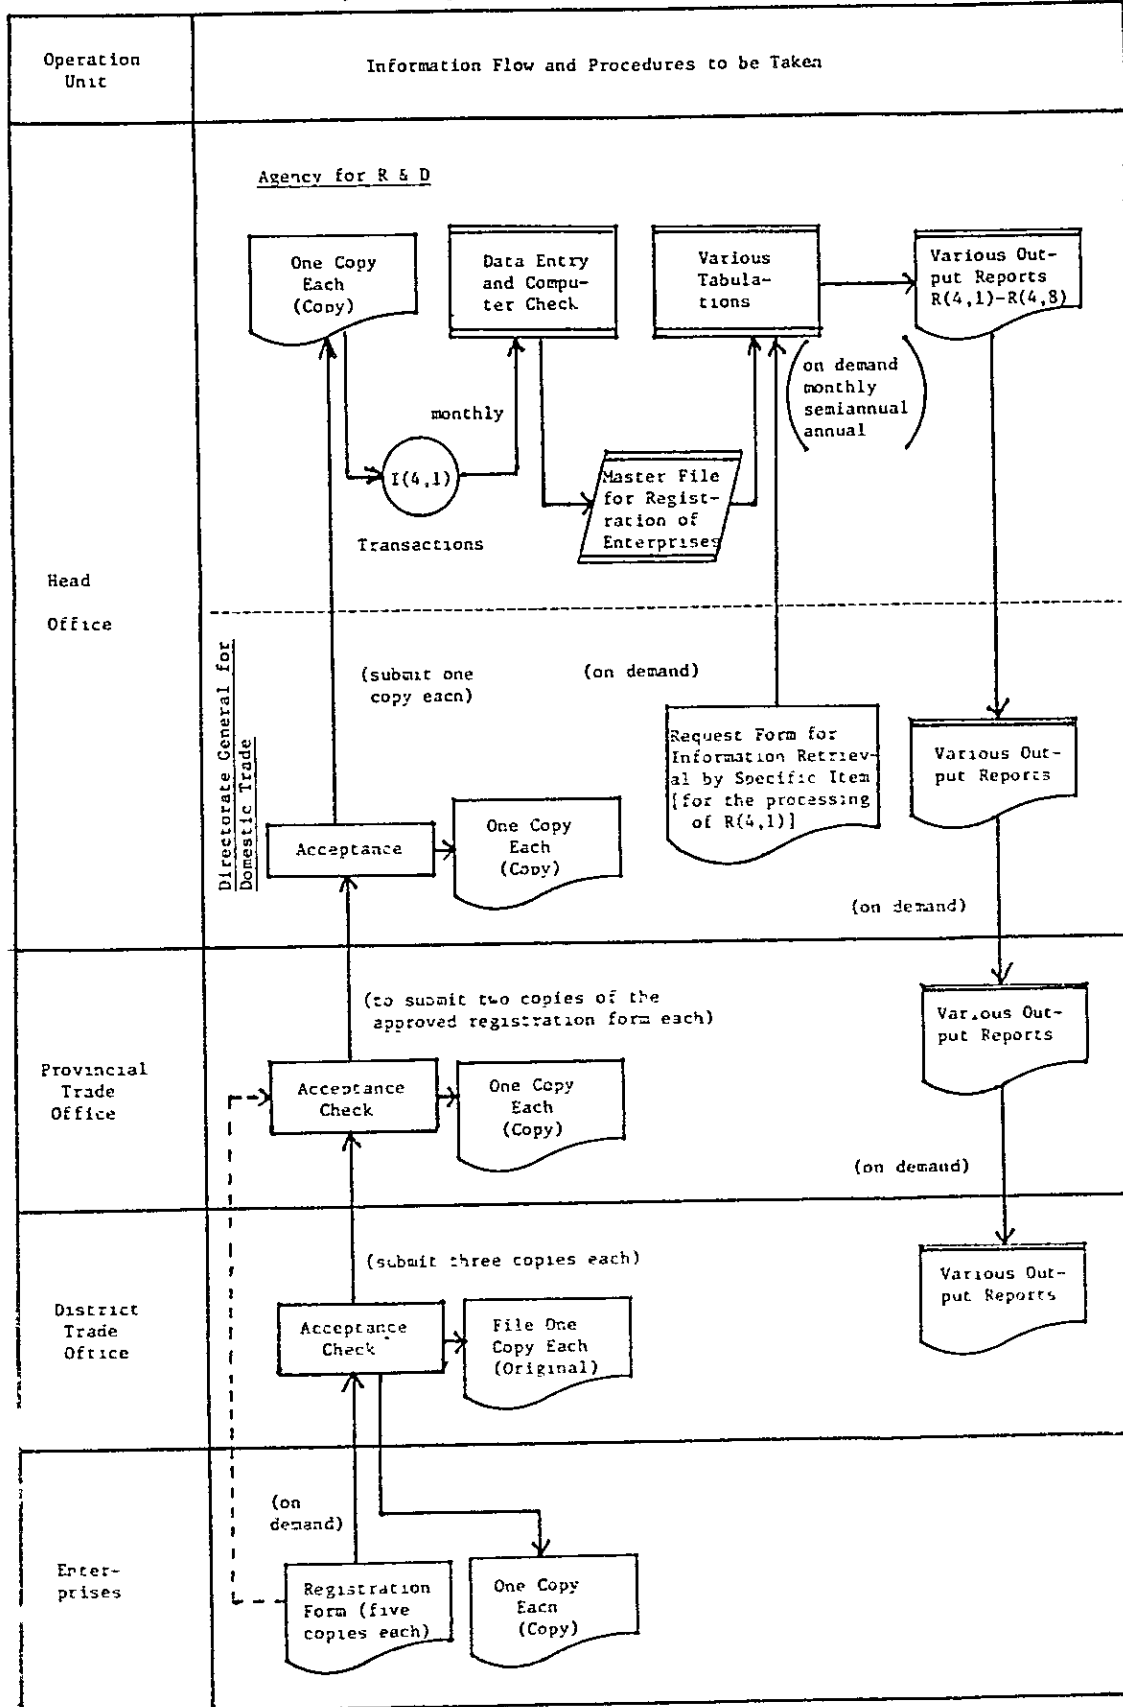 Operation
Unit
Information Flow and Procedures to be Taken
Agency for R & D
One Copy
Each
(Copy)
Data Entry
and Compu-
ter Check
Various
Tabula-
tions
Various Out-
put Reports
R(4,1)-R(4,8)
(on demand
monthly
semiannual
annual)
monthly
I(4,1)
Transactions
Master File
for Regist-
ration of
Enterprises
Head
Office
Directorate General for
Domestic Trade
(submit one
copy each)
(on demand)
Request Form for
Information Retriev-
al by Specific Item
[for the processing
of R(4,1)]
Various Out-
put Reports
Acceptance
One Copy
Each
(Copy)
(on demand)
Provincial
Trade
Office
(to submit two copies of the
approved registration form each)
Acceptance
Check
One Copy
Each
(Copy)
Various Out-
put Reports
(on demand)
District
Trade
Office
(submit three copies each)
Acceptance
Check
File One
Copy Each
(Original)
Various Out-
put Reports
Enter-
prises
(on
demand)
Registration
Form (five
copies each)
One Copy
Each
(Copy)